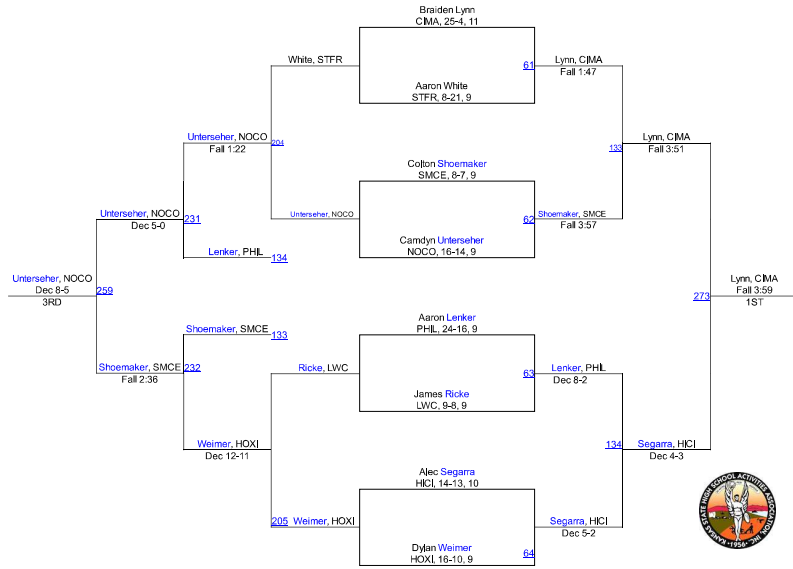 Braiden Lynn
CIMA, 25-4, 11
White, STFR
61
Lynn, CIMA
Fall 1:47
Aaron White
STFR, 8-21, 9
Unterseher, NOCO
204
Fall 1:22
Lynn, CIMA
133
Fall 3:51
Colton Shoemaker
SMCE, 8-7, 9
Unterseher, NOCO
231
Dec 5-0
Unterseher, NOCO
62
Shoemaker, SMCE
Fall 3:57
Camdyn Unterseher
NOCO, 16-14, 9
Lenker, PHIL
134
Unterseher, NOCO
Dec 8-5
259
3RD
Lynn, CIMA
Fall 3:59
273
1ST
Aaron Lenker
PHIL, 24-16, 9
Shoemaker, SMCE
133
Shoemaker, SMCE
232
Fall 2:36
Ricke, LWC
63
Lenker, PHIL
Dec 8-2
James Ricke
LWC, 9-8, 9
Weimer, HOXI
Dec 12-11
134
Segarra, HICI
Dec 4-3
Alec Segarra
HICI, 14-13, 10
205
Weimer, HOXI
Segarra, HICI
Dec 5-2
Dylan Weimer
HOXI, 16-10, 9
64
KANSAS STATE HIGH SCHOOL ACTIVITIES ASSOCIATION, INC.
•1956•